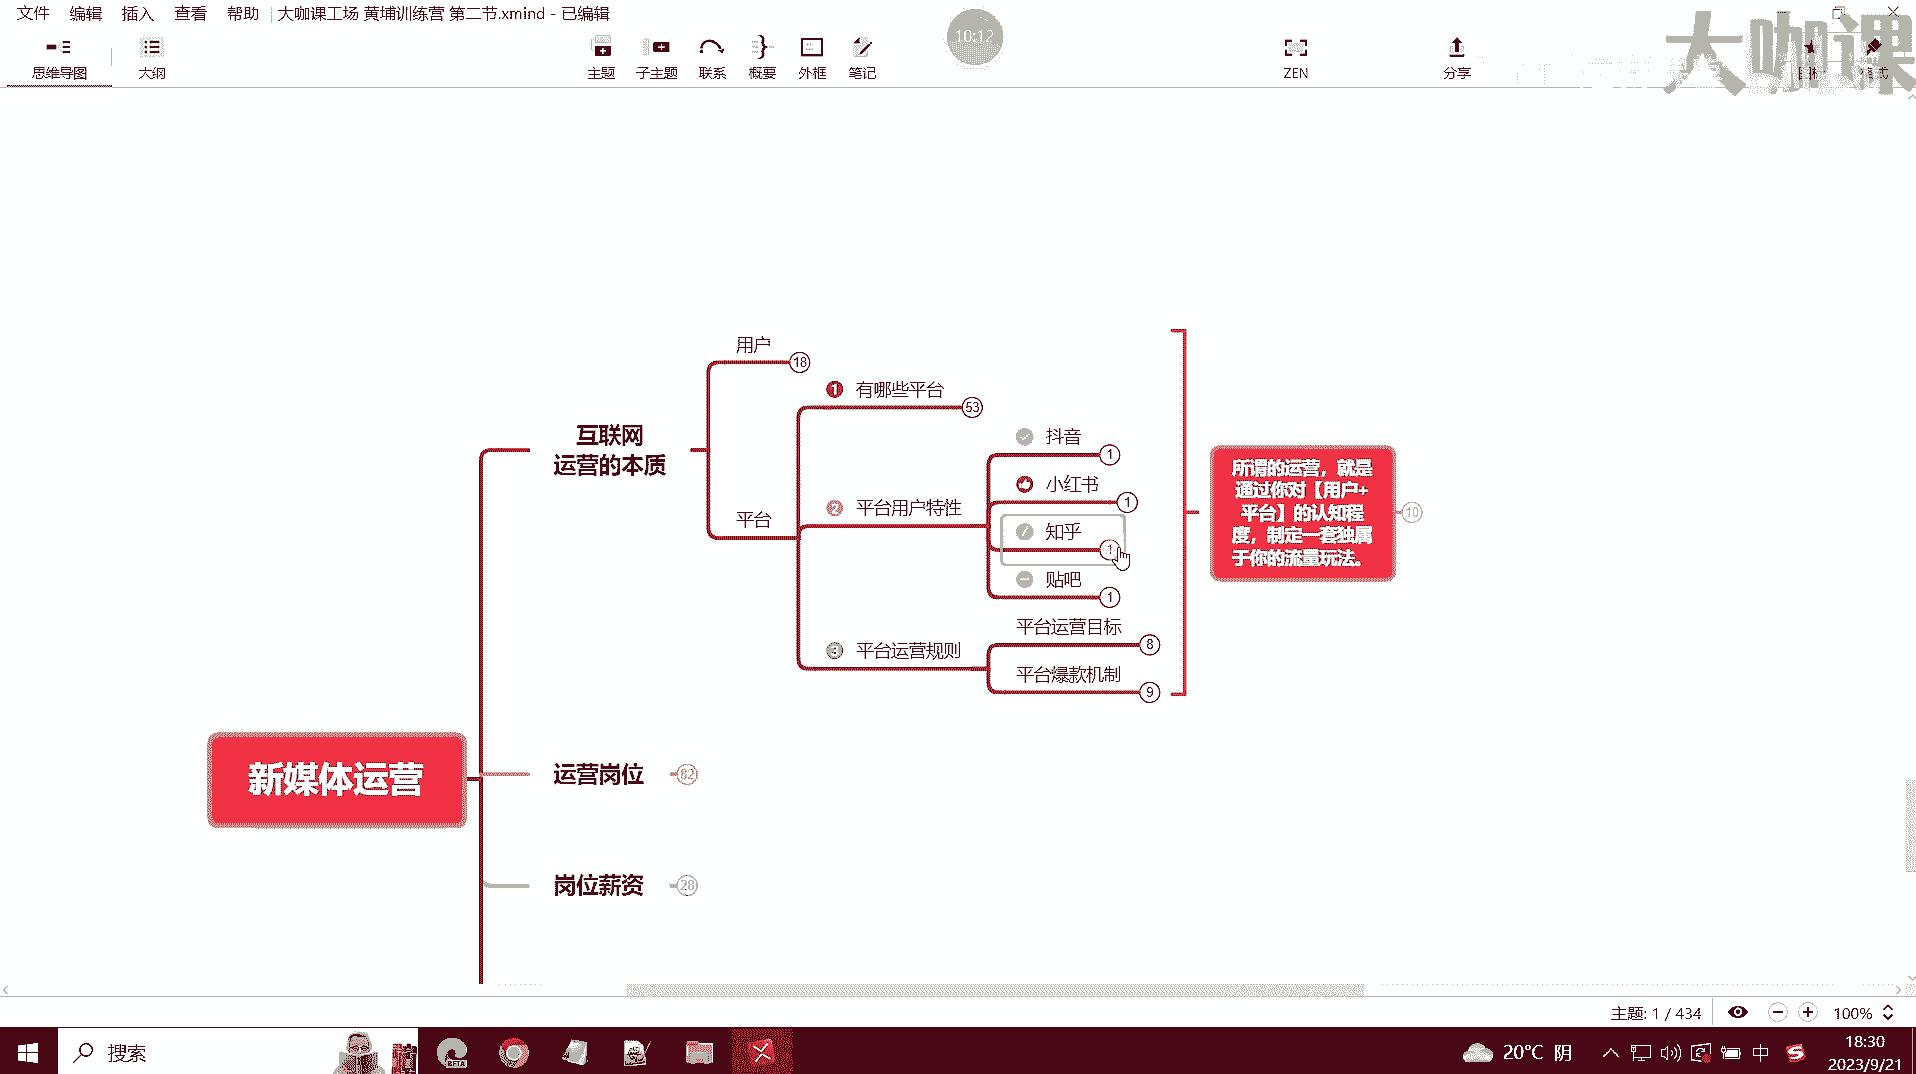 文件 编辑 插入 查看 帮助 大咖课工场 黄埔训练营 第二节.xmind - 已编辑
10:12
大咖课
思维导图 大纲 主题 子主题 联系 概要 外框 笔记 ZEN 分享
用户
18
1 有哪些平台
53
抖音
1
互联网
运营的本质
小红书
1
2 平台用户特性
平台
知乎
1
贴吧
1
所谓的运营，就是
通过你对【用户+
平台】的认知程
度，制定一套独属
于你的流量玩法。
10
平台运营目标
8
3 平台运营规则
平台爆款机制
9
新媒体运营
运营岗位
82
岗位薪资
28
主题: 1 / 434 100%
搜索
BETA
20°C 阴
中
18:30
2023/9/21